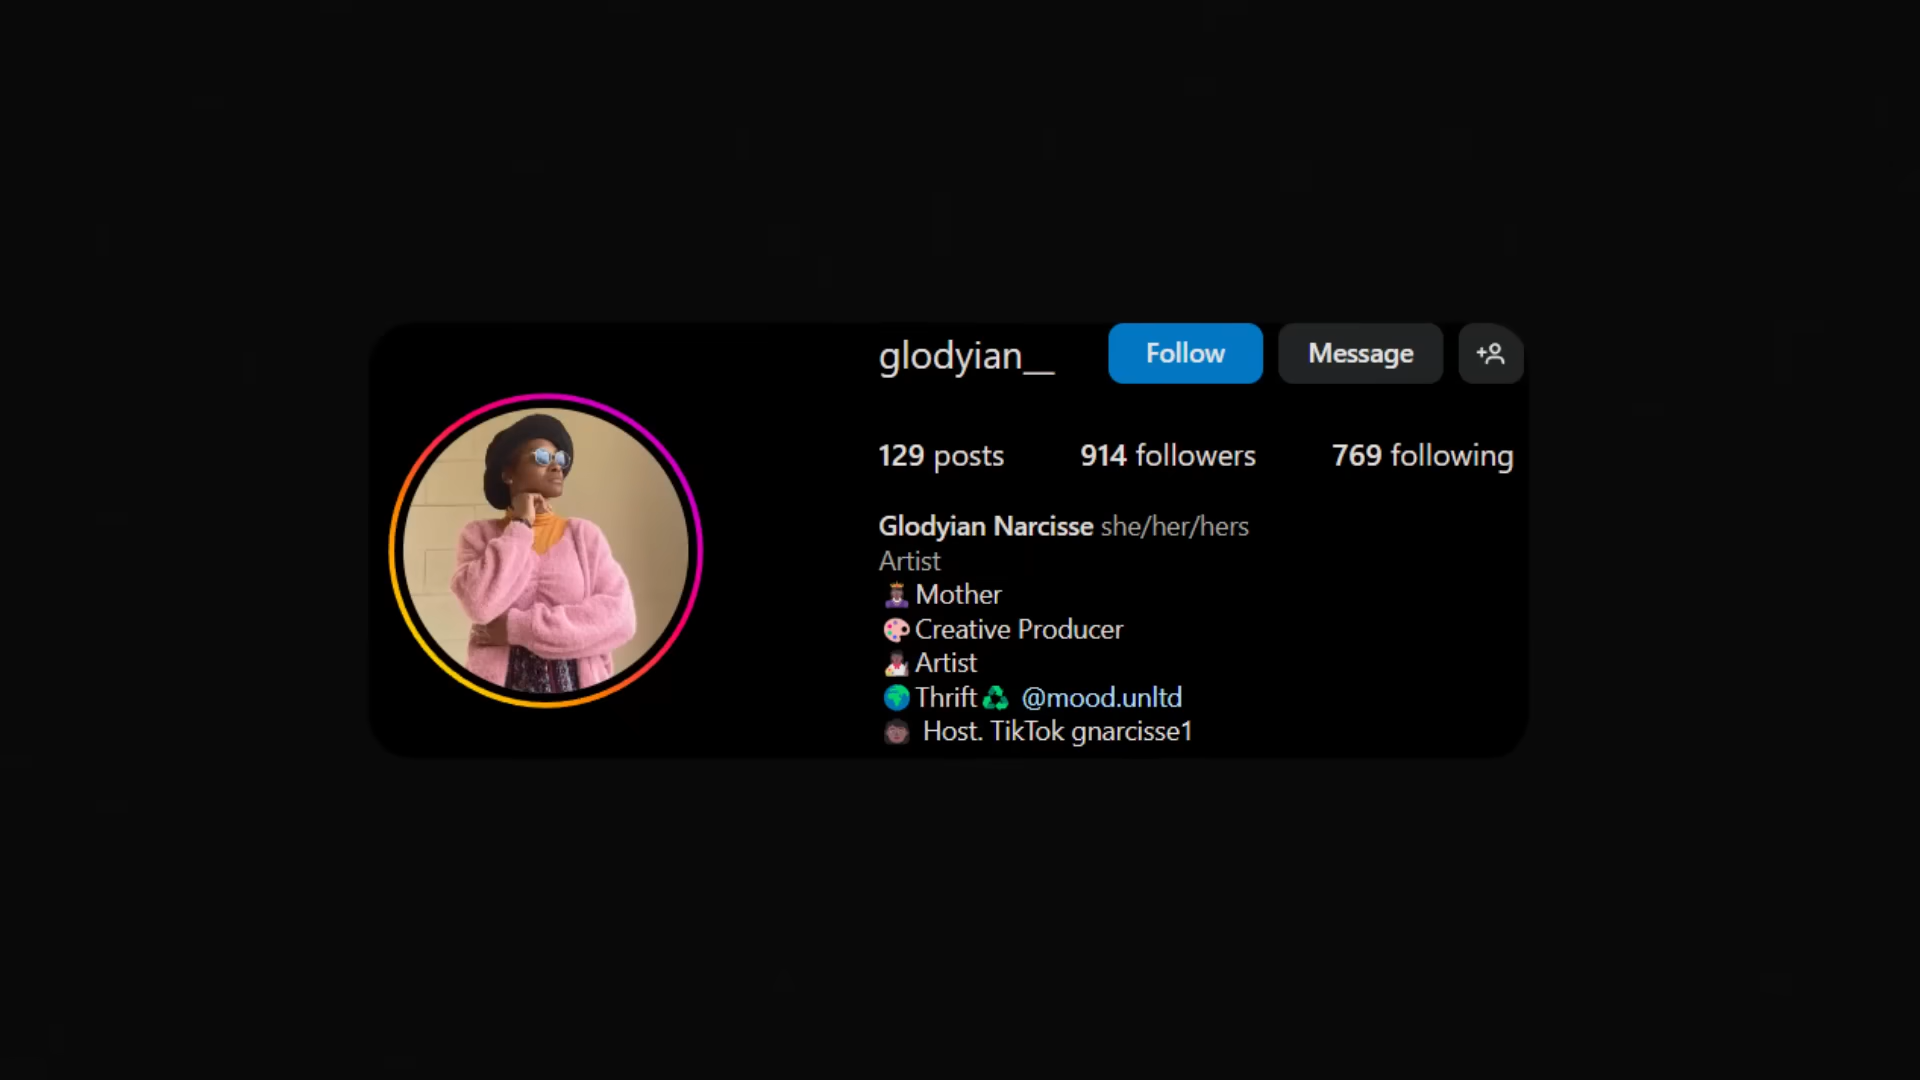 glodyian__ Follow Message
129 posts 914 followers 769 following
Glodyian Narcisse she/her/hers
Artist
Mother
Creative Producer
Artist
Thrift @mood.unltd
Host. TikTok gnarcisse1